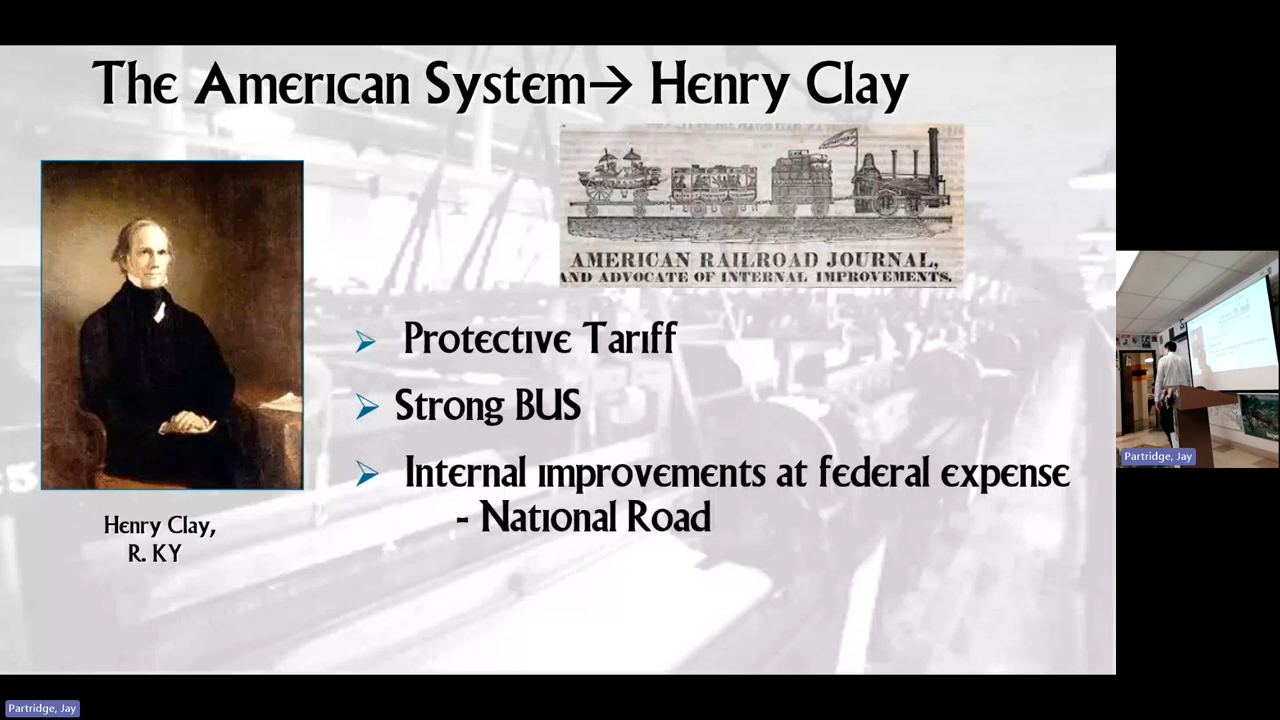 The American System→ Henry Clay
AMERICAN RAILROAD JOURNAL,
AND ADVOCATE OF INTERNAL IMPROVEMENTS.
➢ Protective Tariff
➢ Strong BUS
➢ Internal improvements at federal expense
- National Road
Henry Clay,
R. KY
Partridge, Jay
Partridge, Jay